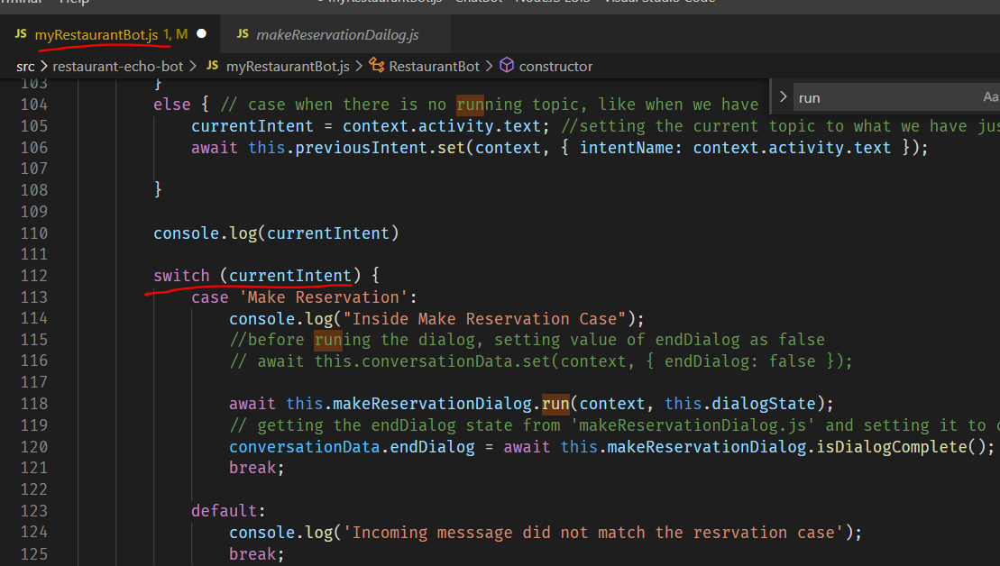 Help
myRestaurantBot.js 1, M
JS makeReservationDailog.js
src > restaurant-echo-bot > JS myRestaurantBot.js > RestaurantBot > constructor
> run Aa
103 }
104 else { // case when there is no running topic, like when we have
105 currentIntent = context.activity.text; //setting the current topic to what we have jus
106 await this.previousIntent.set(context, { intentName: context.activity.text });
107
108 }
109
110 console.log(currentIntent)
111
112 switch (currentIntent) {
113 case 'Make Reservation':
114 console.log("Inside Make Reservation Case");
115 //before runing the dialog, setting value of endDialog as false
116 // await this.conversationData.set(context, { endDialog: false });
117
118 await this.makeReservationDialog.run(context, this.dialogState);
119 // getting the endDialog state from 'makeReservationDialog.js' and setting it to
120 conversationData.endDialog = await this.makeReservationDialog.isDialogComplete();
121 break;
122
123 default:
124 console.log('Incoming messsage did not match the resrvation case');
125 break;